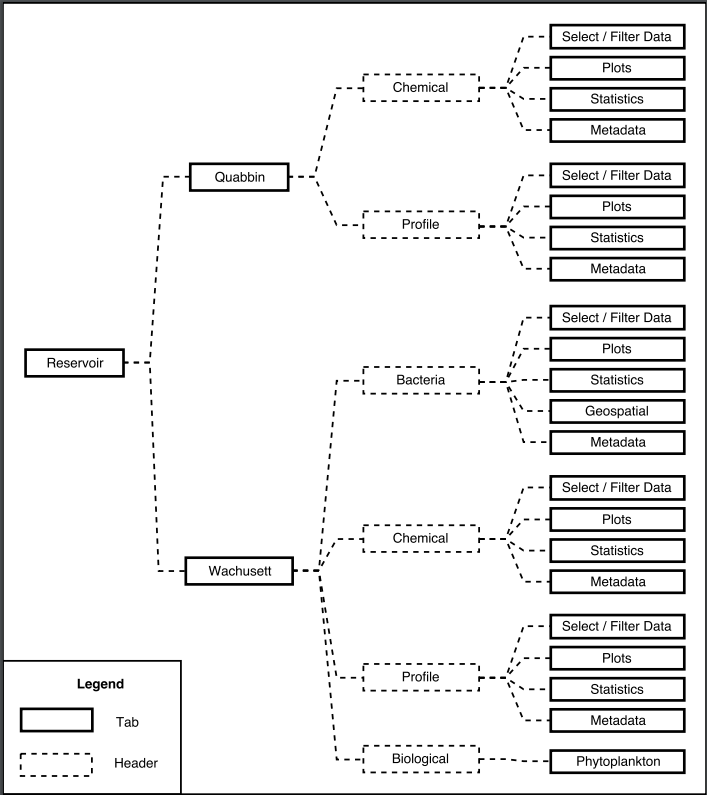 Reservoir
Quabbin
Chemical
Select / Filter Data
Plots
Statistics
Metadata
Profile
Select / Filter Data
Plots
Statistics
Metadata
Wachusett
Bacteria
Select / Filter Data
Plots
Statistics
Geospatial
Metadata
Chemical
Select / Filter Data
Plots
Statistics
Metadata
Profile
Select / Filter Data
Plots
Statistics
Metadata
Biological
Phytoplankton
Legend
Tab
Header